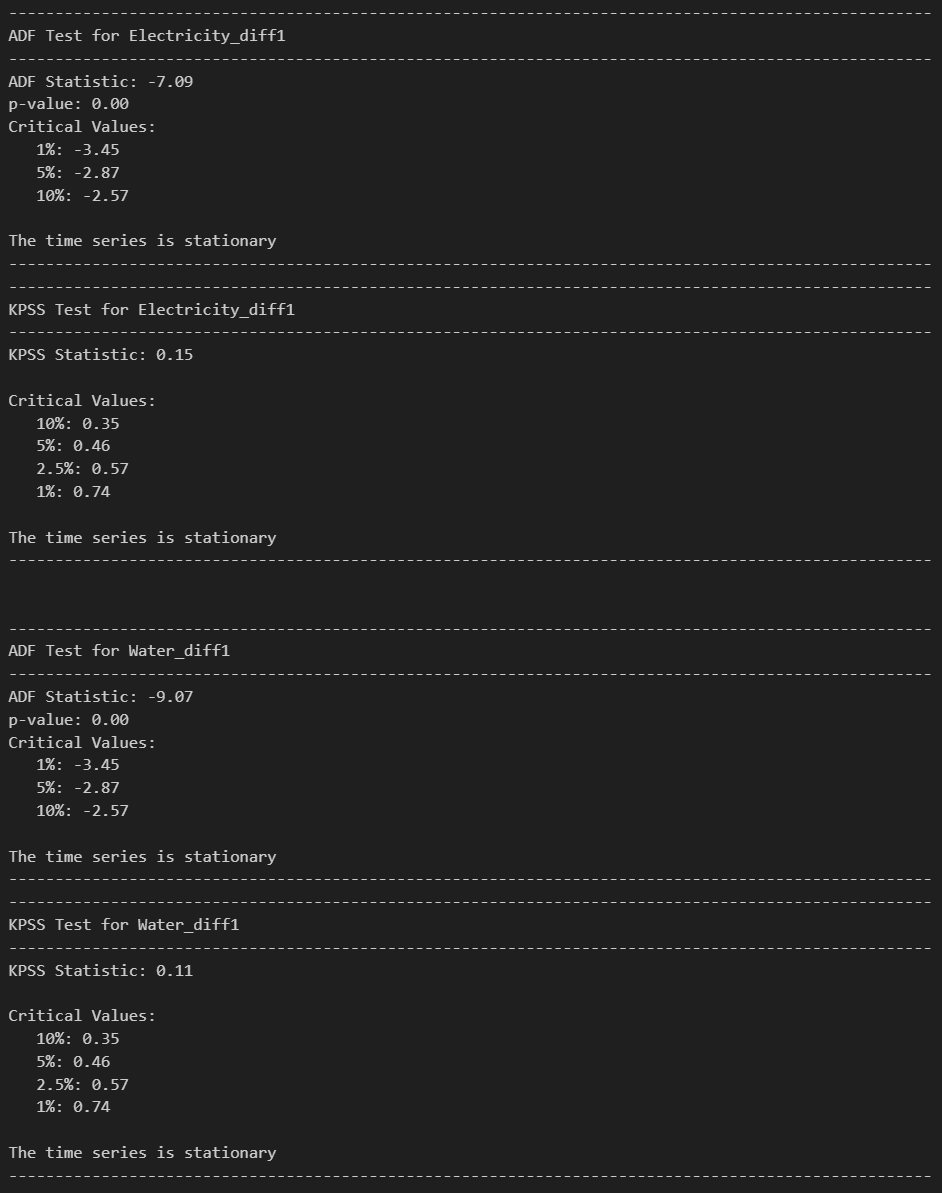 ----------------------------------------------------------------------------------------------------
ADF Test for Electricity_diff1
----------------------------------------------------------------------------------------------------
ADF Statistic: -7.09
p-value: 0.00
Critical Values:
   1%: -3.45
   5%: -2.87
   10%: -2.57

The time series is stationary
----------------------------------------------------------------------------------------------------
----------------------------------------------------------------------------------------------------
KPSS Test for Electricity_diff1
----------------------------------------------------------------------------------------------------
KPSS Statistic: 0.15

Critical Values:
   10%: 0.35
   5%: 0.46
   2.5%: 0.57
   1%: 0.74

The time series is stationary
----------------------------------------------------------------------------------------------------


----------------------------------------------------------------------------------------------------
ADF Test for Water_diff1
----------------------------------------------------------------------------------------------------
ADF Statistic: -9.07
p-value: 0.00
Critical Values:
   1%: -3.45
   5%: -2.87
   10%: -2.57

The time series is stationary
----------------------------------------------------------------------------------------------------
----------------------------------------------------------------------------------------------------
KPSS Test for Water_diff1
----------------------------------------------------------------------------------------------------
KPSS Statistic: 0.11

Critical Values:
   10%: 0.35
   5%: 0.46
   2.5%: 0.57
   1%: 0.74

The time series is stationary
----------------------------------------------------------------------------------------------------